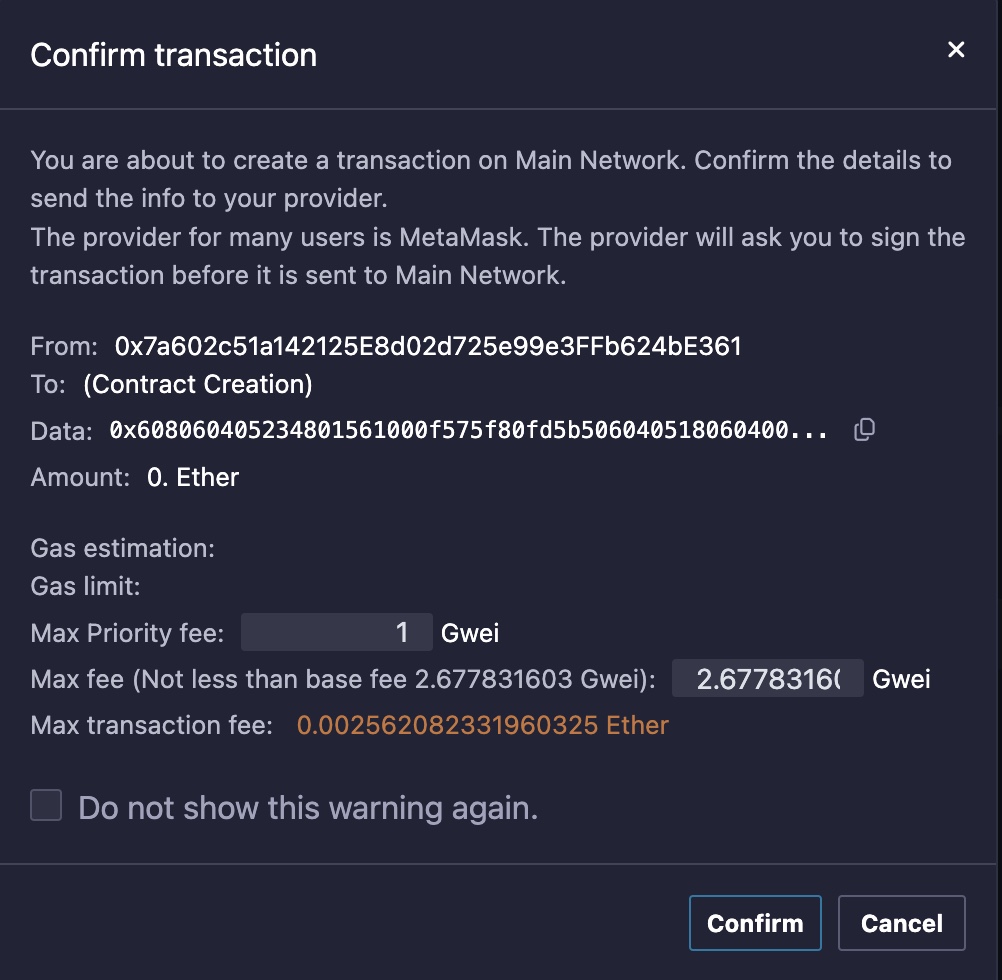 Confirm transaction
You are about to create a transaction on Main Network. Confirm the details to
send the info to your provider.
The provider for many users is MetaMask. The provider will ask you to sign the
transaction before it is sent to Main Network.
From: 0x7a602c51a142125E8d02d725e99e3FFb624bE361
To: (Contract Creation)
Data: 0x608060405234801561000f575f80fd5b506040518060400...
Amount: 0. Ether
Gas estimation:
Gas limit:
Max Priority fee: 1 Gwei
Max fee (Not less than base fee 2.677831603 Gwei): 2.6778316 Gwei
Max transaction fee: 0.002562082331960325 Ether
Do not show this warning again.
Confirm Cancel